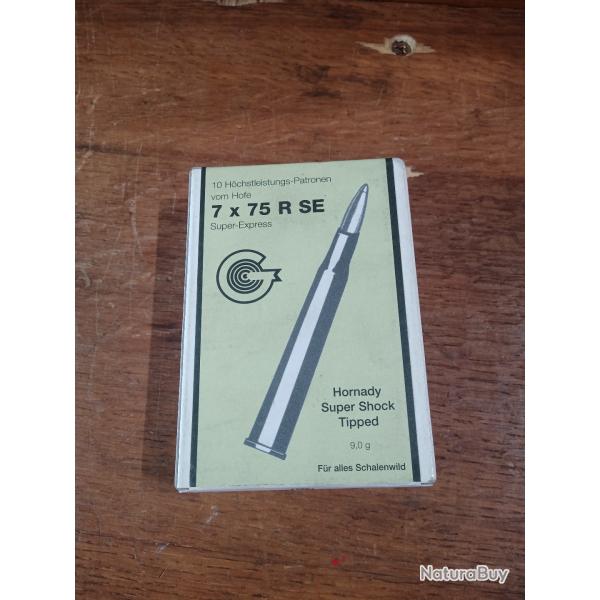 10 Höchstleistungs-Patronen
vom Hofe
7 x 75 R SE
Super-Express
Hornady
Super Shock
Tipped
9,0 g
Für alles Schalenwild
NaturaBuy